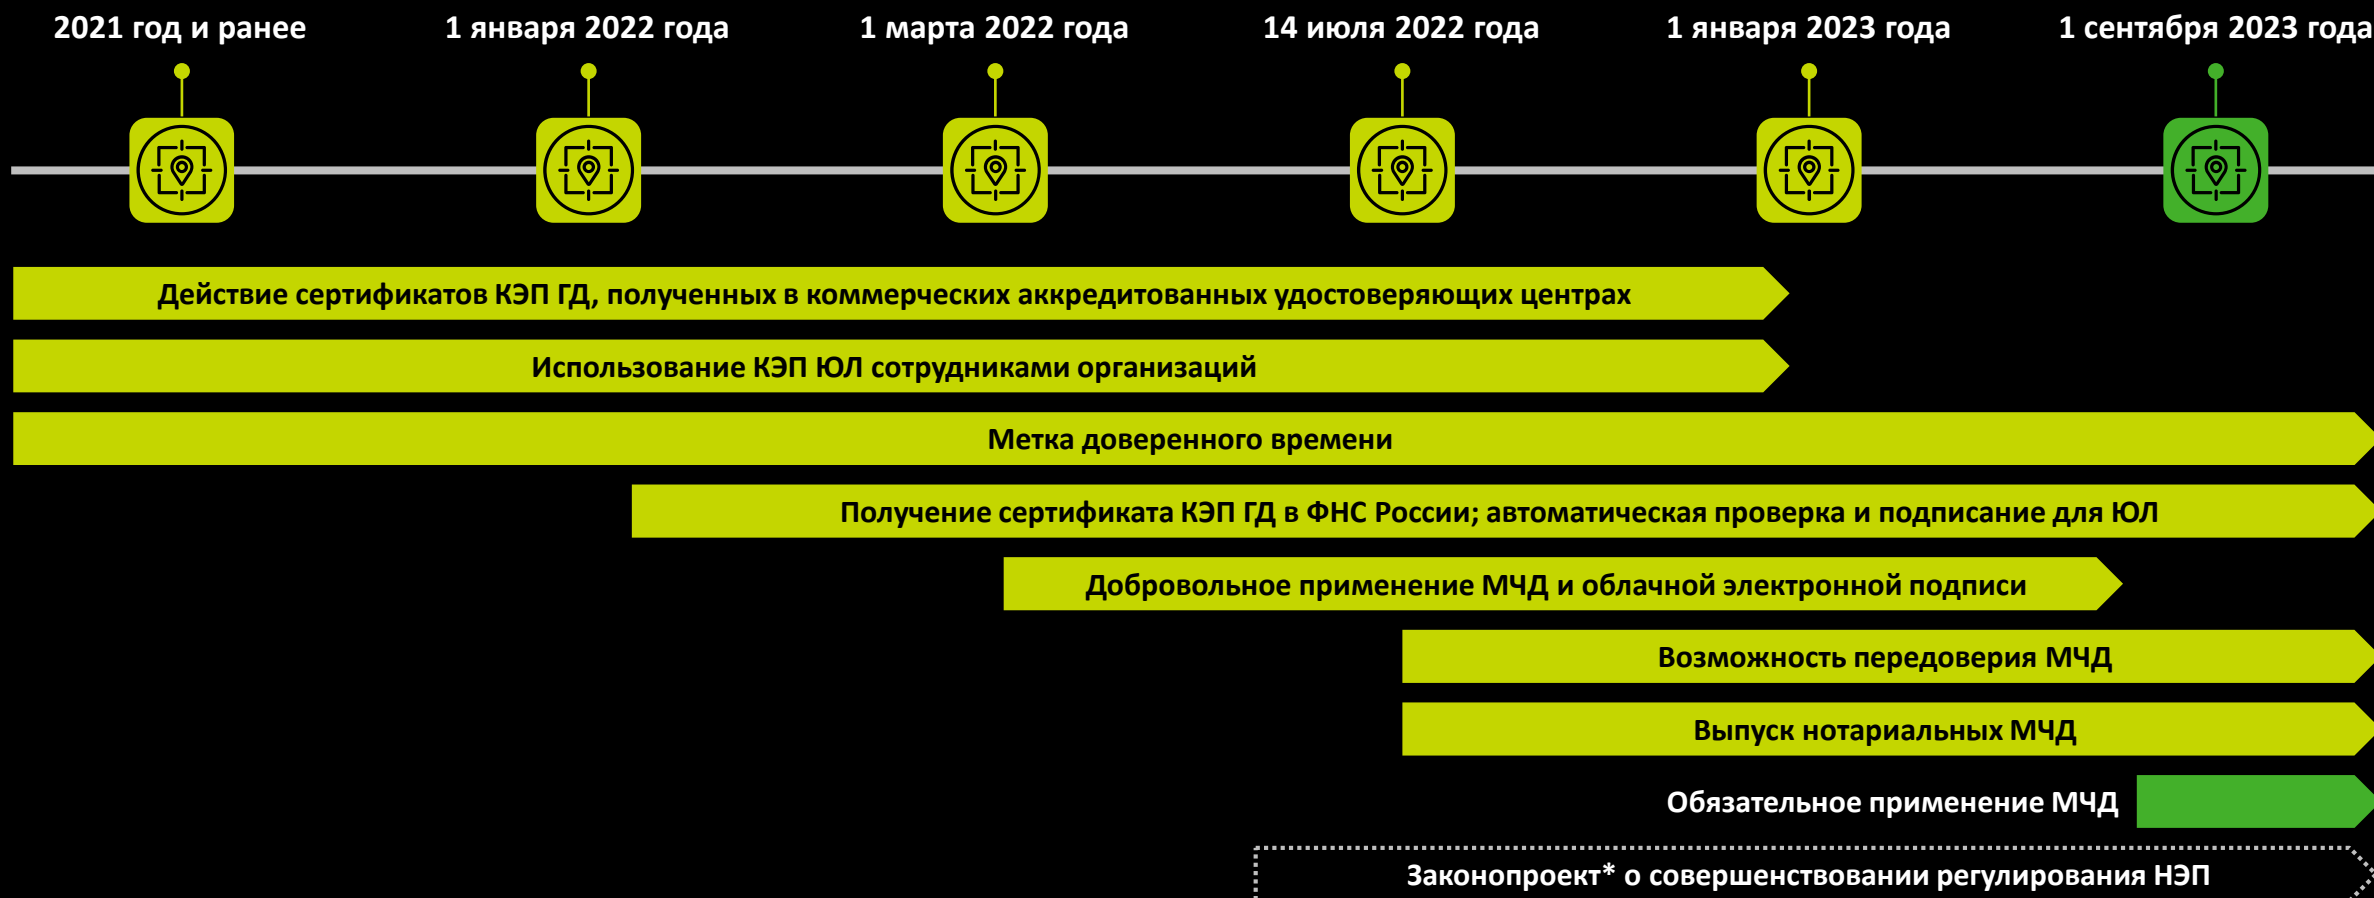 2021 год и ранее
1 января 2022 года
1 марта 2022 года
14 июля 2022 года
1 января 2023 года
1 сентября 2023 года
Действие сертификатов КЭП ГД, полученных в коммерческих аккредитованных удостоверяющих центрах
Использование КЭП ЮЛ сотрудниками организаций
Метка доверенного времени
Получение сертификата КЭП ГД в ФНС России; автоматическая проверка и подписание для ЮЛ
Добровольное применение МЧД и облачной электронной подписи
Возможность передоверия МЧД
Выпуск нотариальных МЧД
Обязательное применение МЧД
Законопроект* о совершенствовании регулирования НЭП